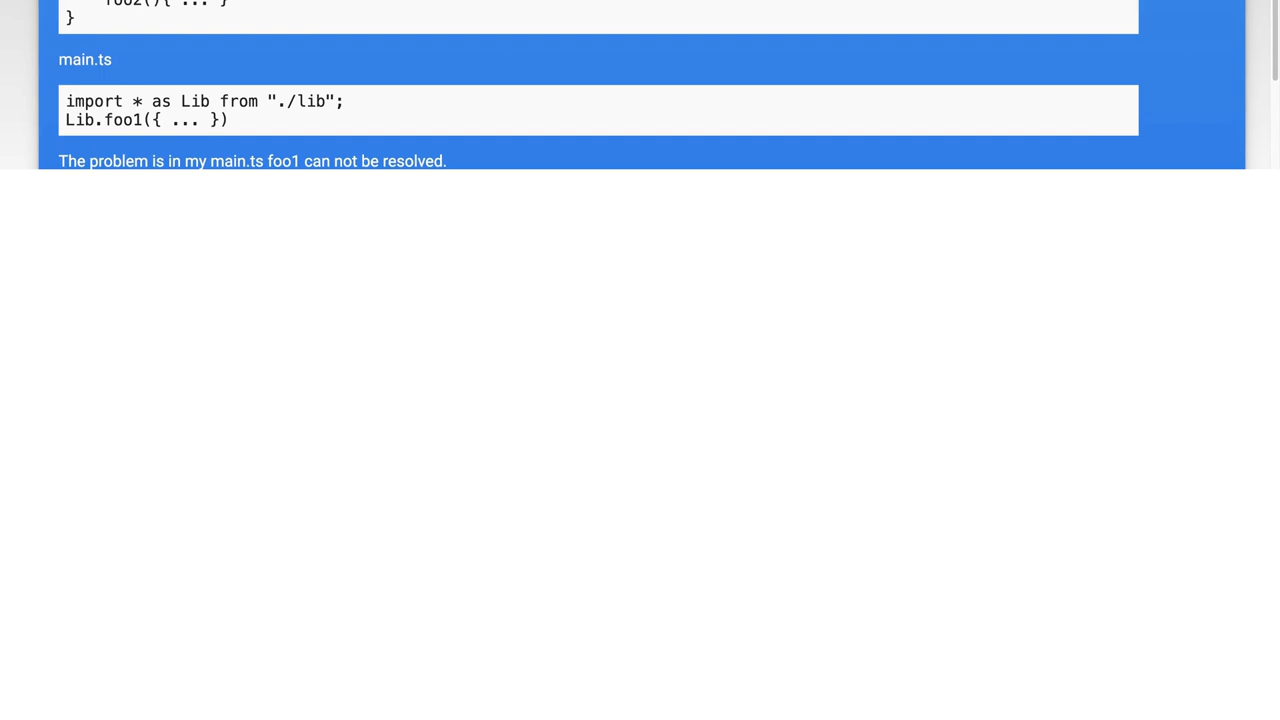 foo2(){ ... }
}
main.ts
import * as Lib from "./lib";
Lib.foo1({ ... })
The problem is in my main.ts foo1 can not be resolved.